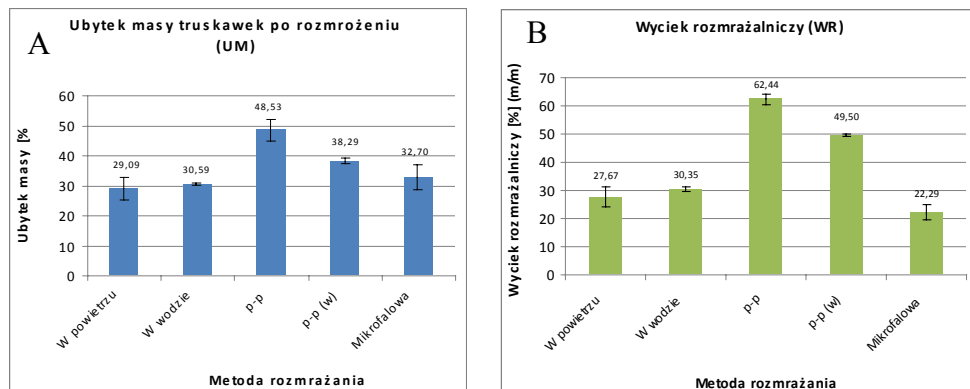 A
Ubytek masy truskawek po rozmrożeniu
(UM)
60
50
40
30
20
10
0
Ubytek masy [%
29,09
30,59
48,53
38,29
32,70
W powietrzu
W wodzie
p-p
p-p (w)
Mikrofalowa
Metoda rozmrażania
B
Wyciek rozmrażalniczy (WR)
70
60
50
40
30
20
10
0
Wyciek rozmrażalniczy [%] (m/m)
27,67
30,35
62,44
49,50
22,29
W powietrzu
W wodzie
p-p
p-p (w)
Mikrofalowa
Metoda rozmrażania